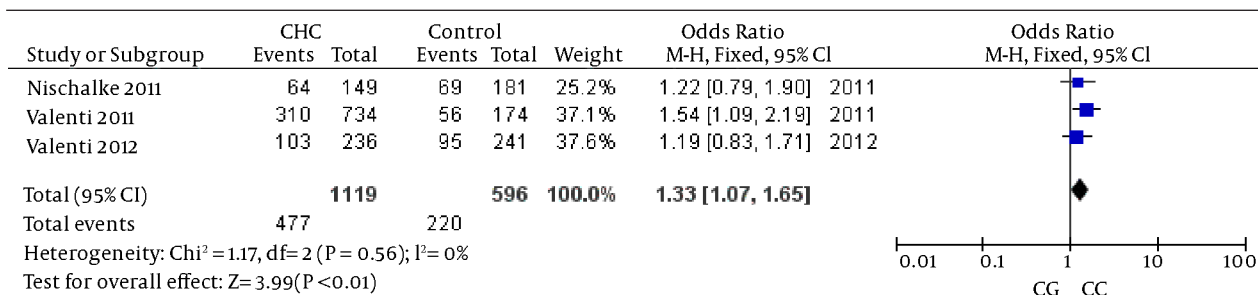 CHC Control Odds Ratio Odds Ratio
Study or Subgroup Events Total Events Total Weight M-H, Fixed, 95% CI M-H, Fixed, 95% CI
Nischalke 2011 64 149 69 181 25.2% 1.22 [0.79, 1.90] 2011
Valenti 2011 310 734 56 174 37.1% 1.54 [1.09, 2.19] 2011
Valenti 2012 103 236 95 241 37.6% 1.19 [0.83, 1.71] 2012
Total (95% CI) 1119 596 100.0% 1.33 [1.07, 1.65]
Total events 477 220
Heterogeneity: Chi² = 1.17, df= 2 (P = 0.56); I²= 0%
Test for overall effect: Z= 3.99(P <0.01)
0.01 0.1 1 10 100
CG CC